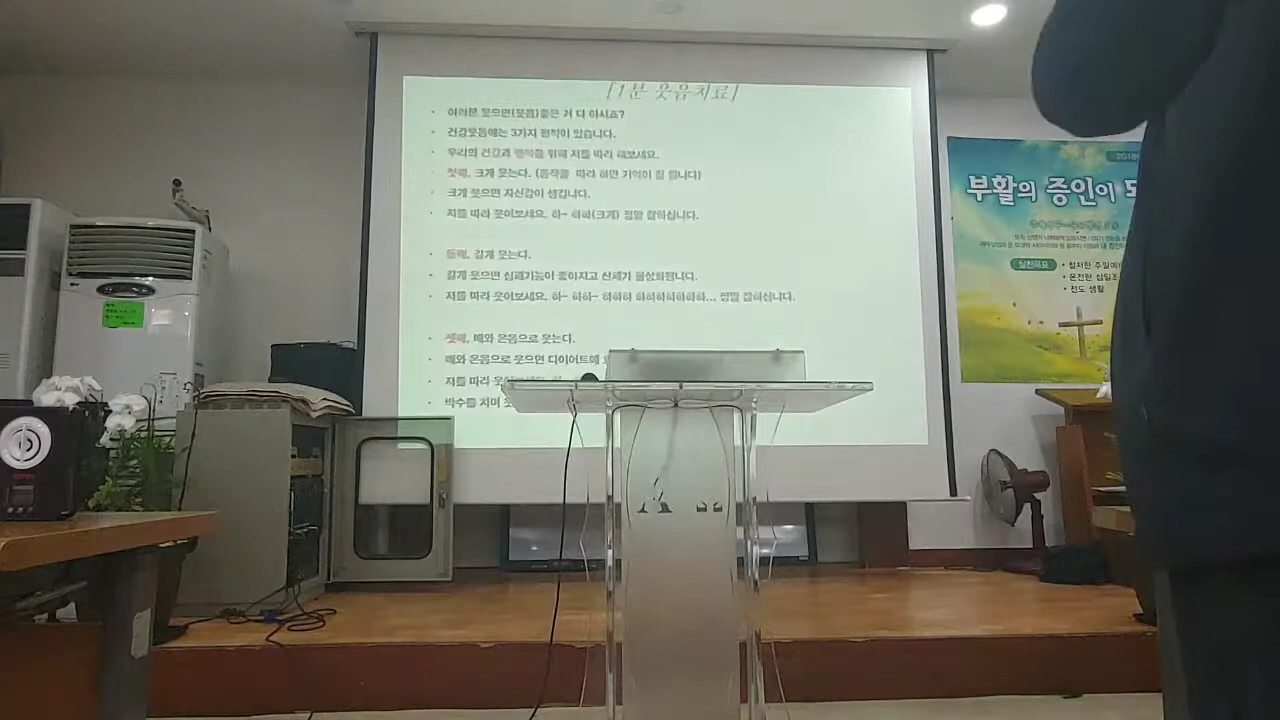 [1분 웃음치료]
여러분 웃으면(웃음)좋은 거 다 아시죠?
건강웃음에는 3가지 원칙이 있습니다.
우리의 건강과 행복을 위해 저를 따라 해보세요.
첫째, 크게 웃는다. (동작을 따라 하면 기억이 잘 됩니다)
크게 웃으면 자신감이 생깁니다.
저를 따라 웃어보세요. 하- 하하(크게) 정말 잘하십니다.
둘째, 길게 웃는다.
길게 웃으면 심폐기능이 좋아지고
저를 따라 웃어보세요. 하- 하하- 하하하 하하하하하하하... 정말 잘하십니다.
셋째, 배와 온몸으로 웃는다.
배와 온몸으로 웃으면 다이어트에
저를 따라
박수를 치며
2018
부활의 증인이
실천목표
• 철저한 주일예
• 온전한 십일조
• 전도 생활